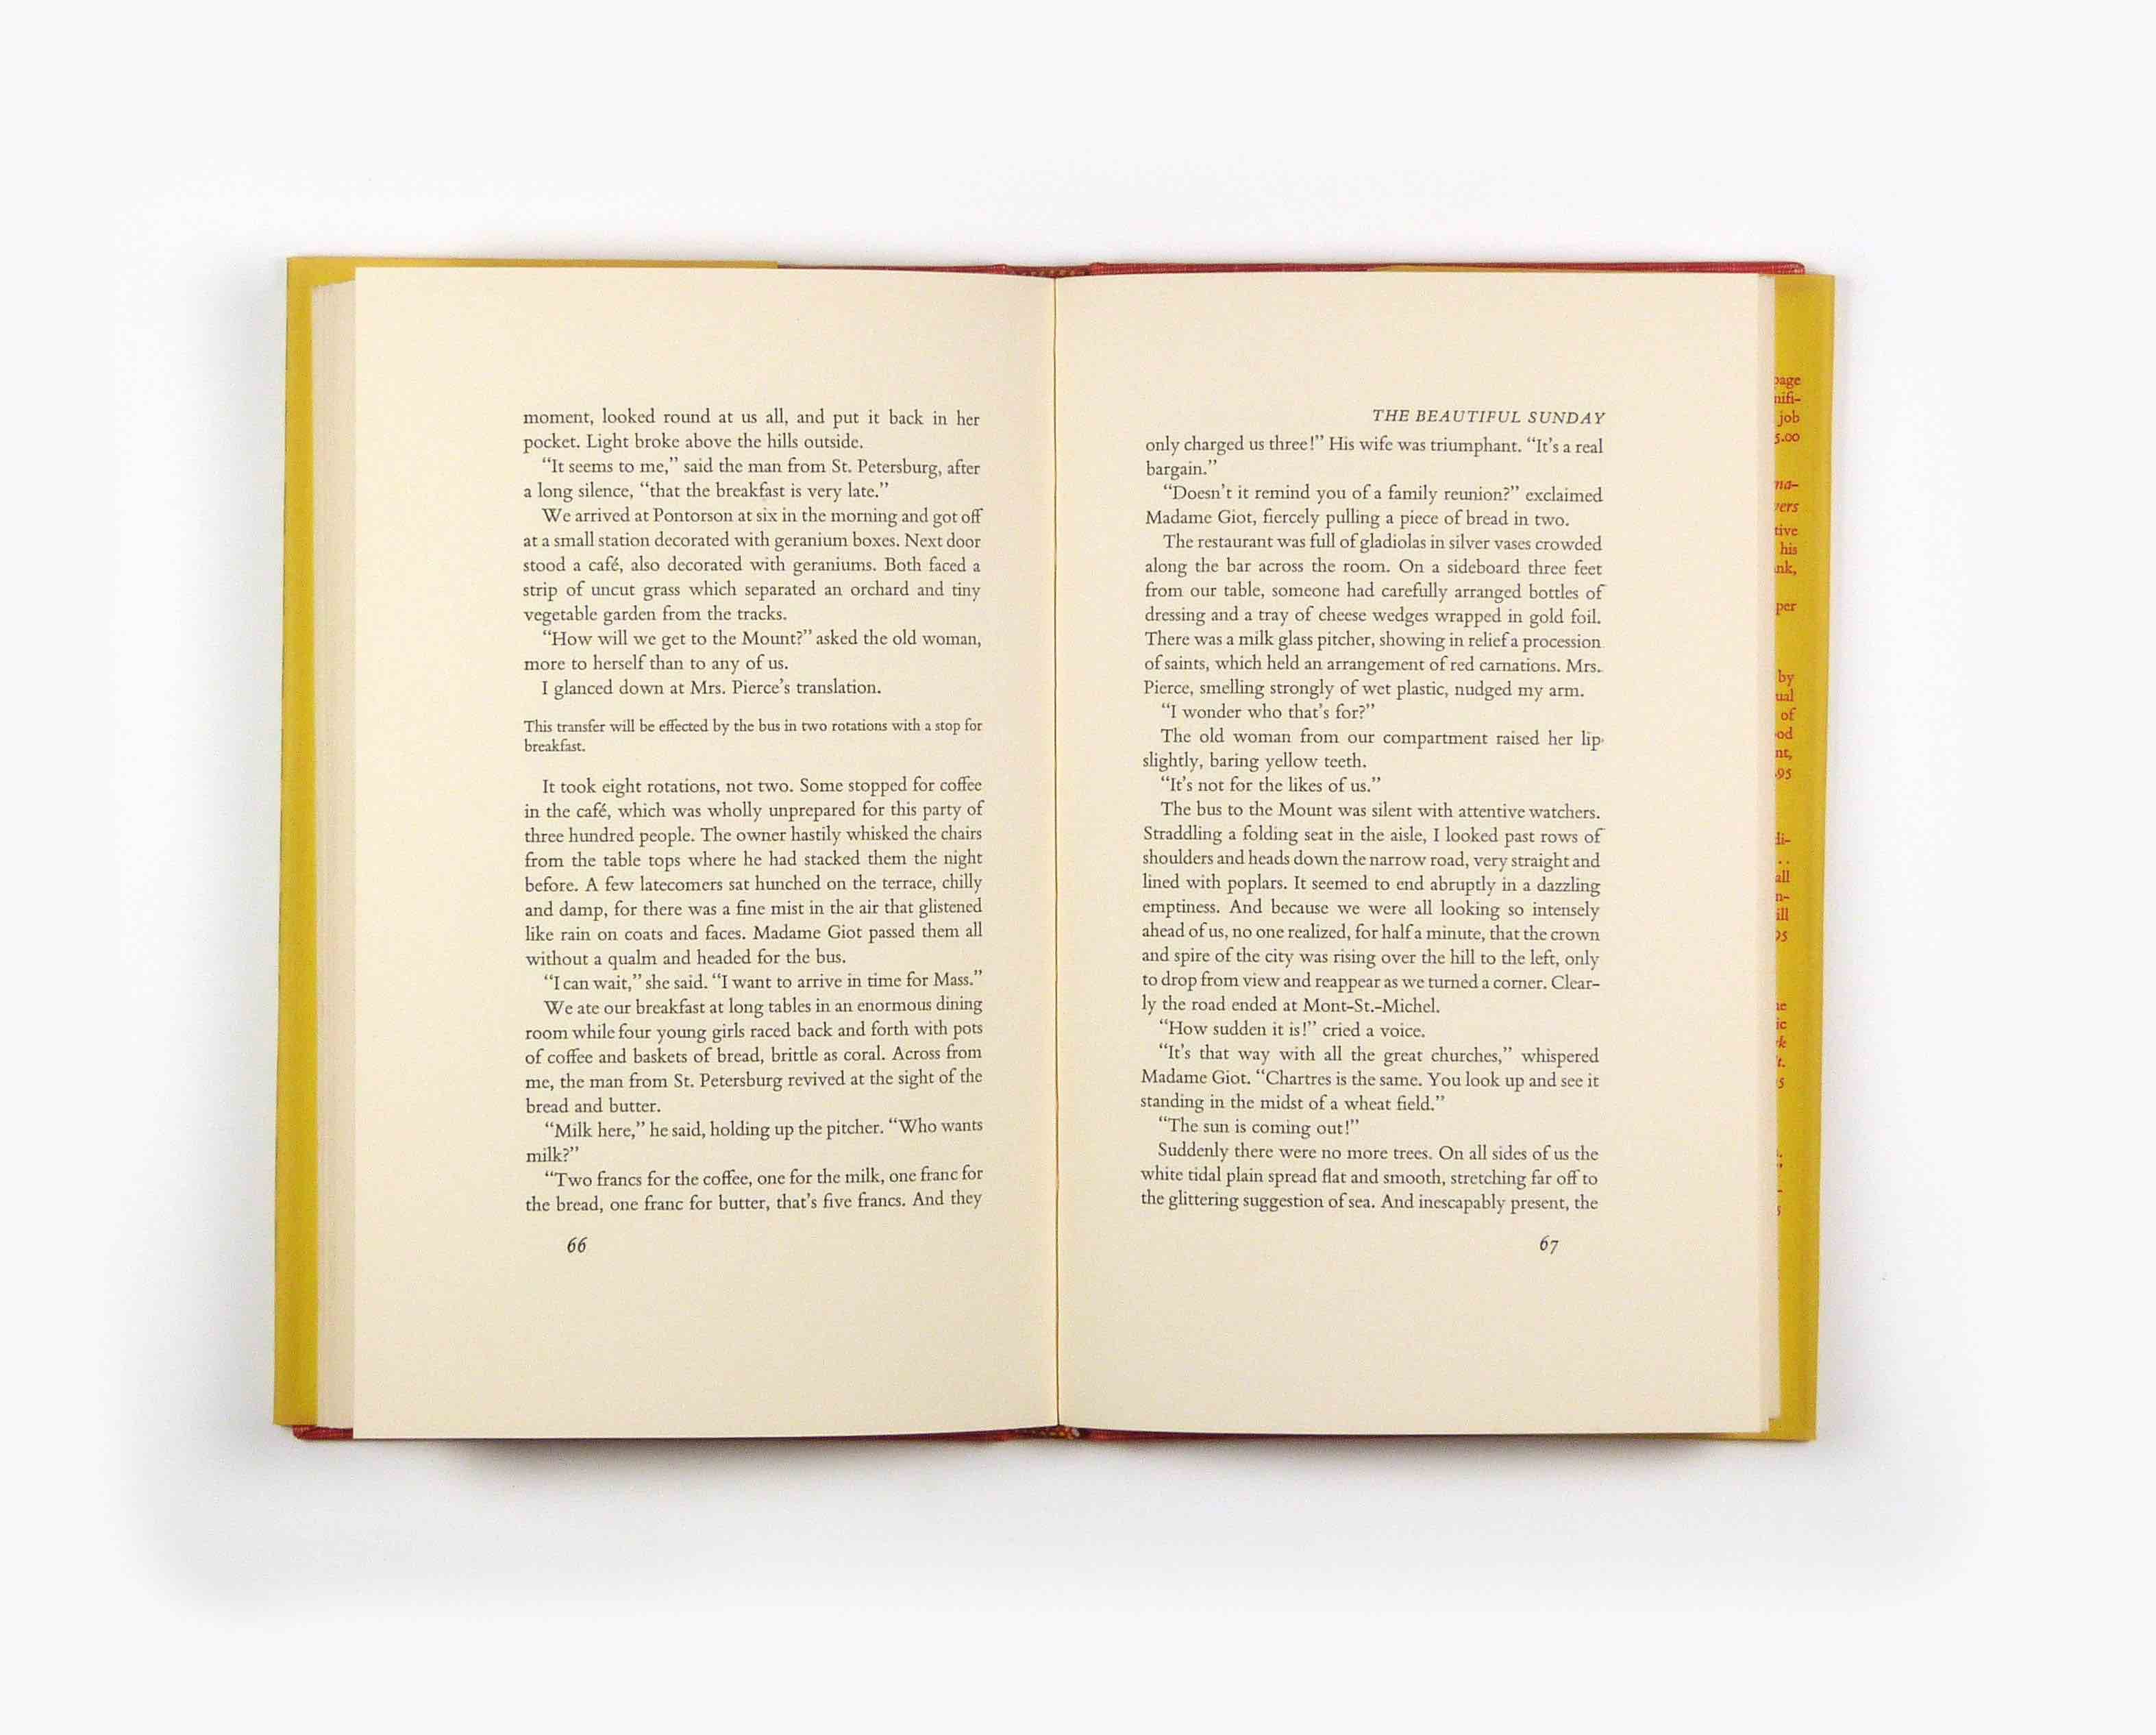 moment, looked round at us all, and put it back in her
pocket. Light broke above the hills outside.
“It seems to me,” said the man from St. Petersburg, after
a long silence, “that the breakfast is very late.”
We arrived at Pontorson at six in the morning and got off
at a small station decorated with geranium boxes. Next door
stood a café, also decorated with geraniums. Both faced a
strip of uncut grass which separated an orchard and tiny
vegetable garden from the tracks.
“How will we get to the Mount?” asked the old woman,
more to herself than to any of us.
I glanced down at Mrs. Pierce’s translation.
This transfer will be effected by the bus in two rotations with a stop for
breakfast.
It took eight rotations, not two. Some stopped for coffee
in the café, which was wholly unprepared for this party of
three hundred people. The owner hastily whisked the chairs
from the table tops where he had stacked them the night
before. A few latecomers sat hunched on the terrace, chilly
and damp, for there was a fine mist in the air that glistened
like rain on coats and faces. Madame Giot passed them all
without a qualm and headed for the bus.
“I can wait,” she said. “I want to arrive in time for Mass.”
We ate our breakfast at long tables in an enormous dining
room while four young girls raced back and forth with pots
of coffee and baskets of bread, brittle as coral. Across from
me, the man from St. Petersburg revived at the sight of the
bread and butter.
“Milk here,” he said, holding up the pitcher. “Who wants
milk?”
“Two francs for the coffee, one for the milk, one franc for
the bread, one franc for butter, that’s five francs. And they
66
THE BEAUTIFUL SUNDAY
only charged us three!” His wife was triumphant. “It’s a real
bargain.”
“Doesn’t it remind you of a family reunion?” exclaimed
Madame Giot, fiercely pulling a piece of bread in two.
The restaurant was full of gladiolas in silver vases crowded
along the bar across the room. On a sideboard three feet
from our table, someone had carefully arranged bottles of
dressing and a tray of cheese wedges wrapped in gold foil.
There was a milk glass pitcher, showing in relief a procession
of saints, which held an arrangement of red carnations. Mrs.
Pierce, smelling strongly of wet plastic, nudged my arm.
“I wonder who that’s for?”
The old woman from our compartment raised her lip
slightly, baring yellow teeth.
“It’s not for the likes of us.”
The bus to the Mount was silent with attentive watchers.
Straddling a folding seat in the aisle, I looked past rows of
shoulders and heads down the narrow road, very straight and
lined with poplars. It seemed to end abruptly in a dazzling
emptiness. And because we were all looking so intensely
ahead of us, no one realized, for half a minute, that the crown
and spire of the city was rising over the hill to the left, only
to drop from view and reappear as we turned a corner. Clear-
ly the road ended at Mont-St.-Michel.
“How sudden it is!” cried a voice.
“It’s that way with all the great churches,” whispered
Madame Giot. “Chartres is the same. You look up and see it
standing in the midst of a wheat field.”
“The sun is coming out!”
Suddenly there were no more trees. On all sides of us the
white tidal plain spread flat and smooth, stretching far off to
the glittering suggestion of sea. And inescapably present, the
67
job
his
by
of